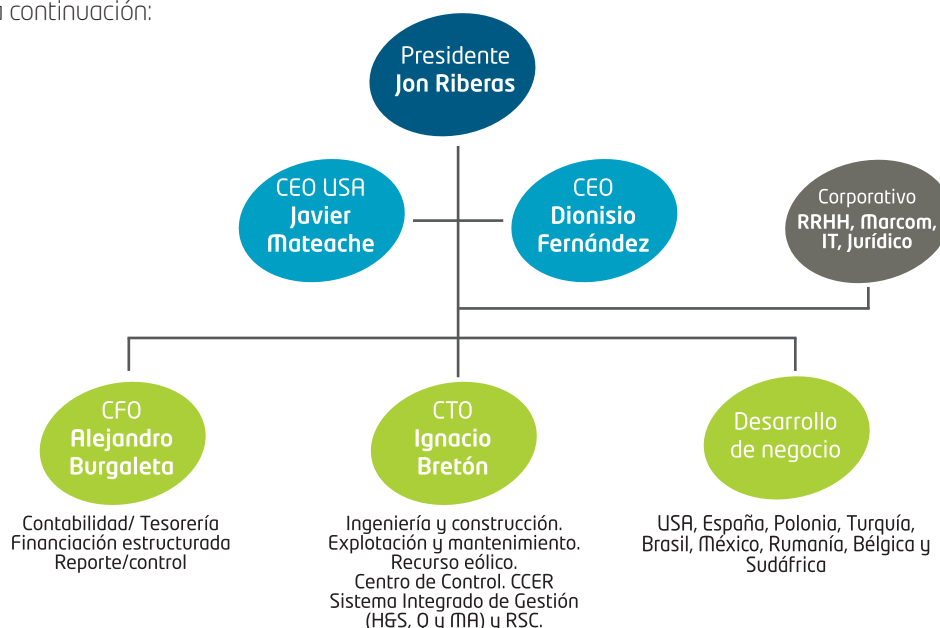 a continuación:
Presidente
Jon Riberas
CEO USA
Javier
Mateache
CEO
Dionisio
Fernández
Corporativo
RRHH, Marcom,
IT, Jurídico
CFO
Alejandro
Burgaleta
CTO
Ignacio
Bretón
Desarrollo
de negocio
Contabilidad/ Tesorería
Financiación estructurada
Reporte/control
Ingeniería y construcción.
Explotación y mantenimiento.
Recurso eólico.
Centro de Control. CCER
Sistema Integrado de Gestión
(H&S, Q y MA) y RSC.
USA, España, Polonia, Turquía,
Brasil, México, Rumanía, Bélgica y
Sudáfrica